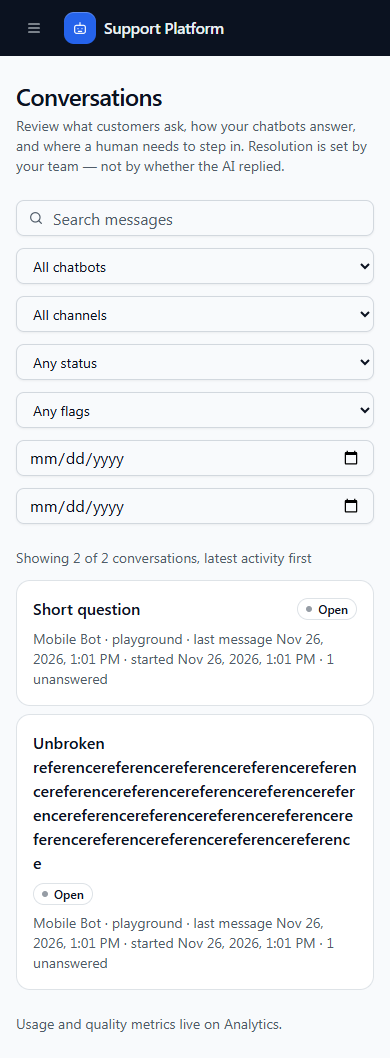 Support Platform
Conversations
Review what customers ask, how your chatbots answer,
and where a human needs to step in. Resolution is set by
your team — not by whether the AI replied.
Search messages
All chatbots
All channels
Any status
Any flags
mm/dd/yyyy
mm/dd/yyyy
Showing 2 of 2 conversations, latest activity first
Short question
Open
Mobile Bot · playground · last message Nov 26,
2026, 1:01 PM · started Nov 26, 2026, 1:01 PM · 1
unanswered
Unbroken
referencereferencereferencereferencereferen
cereferencereferencereferencereferencerefer
encereferencereferencereferencereferencere
ferencereferencereferencereferencereferenc
e
Open
Mobile Bot · playground · last message Nov 26,
2026, 1:01 PM · started Nov 26, 2026, 1:01 PM · 1
unanswered
Usage and quality metrics live on Analytics.